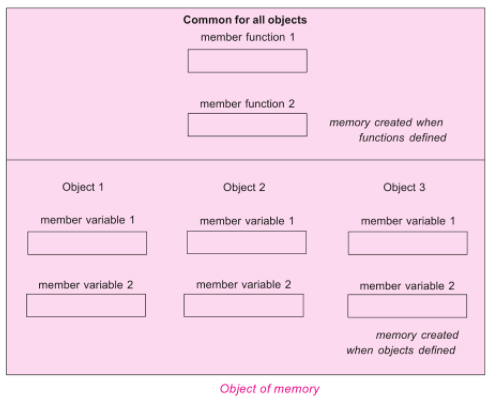 Common for all objects
member function 1
member function 2
memory created when
functions defined
Object 1
Object 2
Object 3
member variable 1
member variable 1
member variable 1
member variable 2
member variable 2
member variable 2
memory created
when objects defined
Object of memory